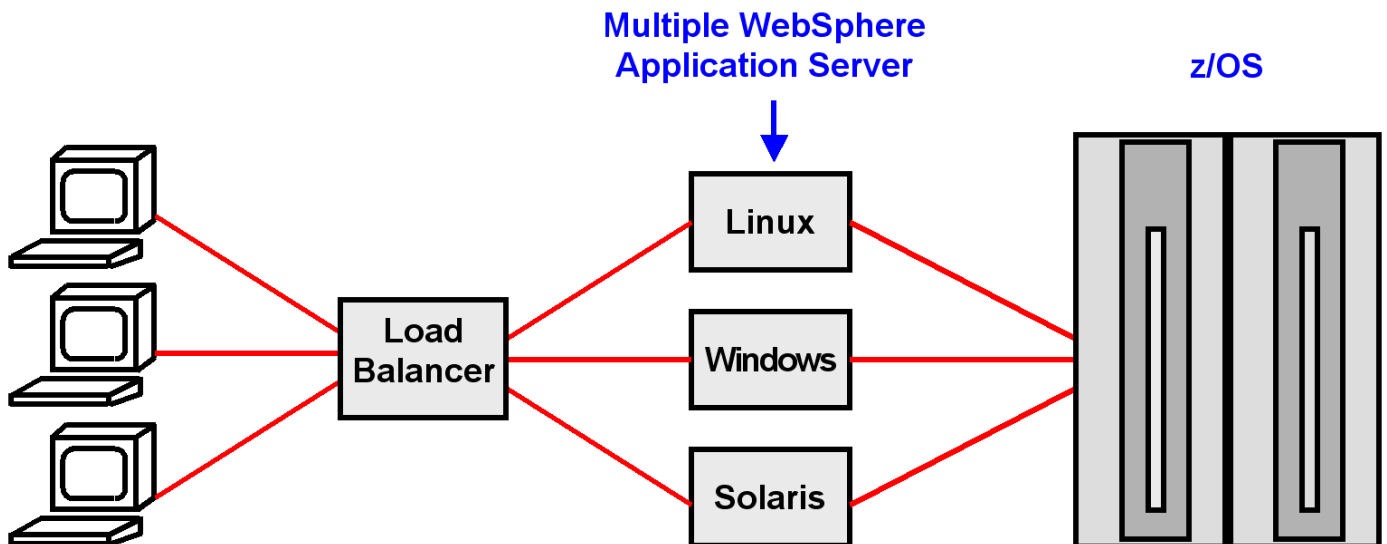 Multiple WebSphere
Application Server
z/OS
Linux
Load
Balancer
Windows
Solaris